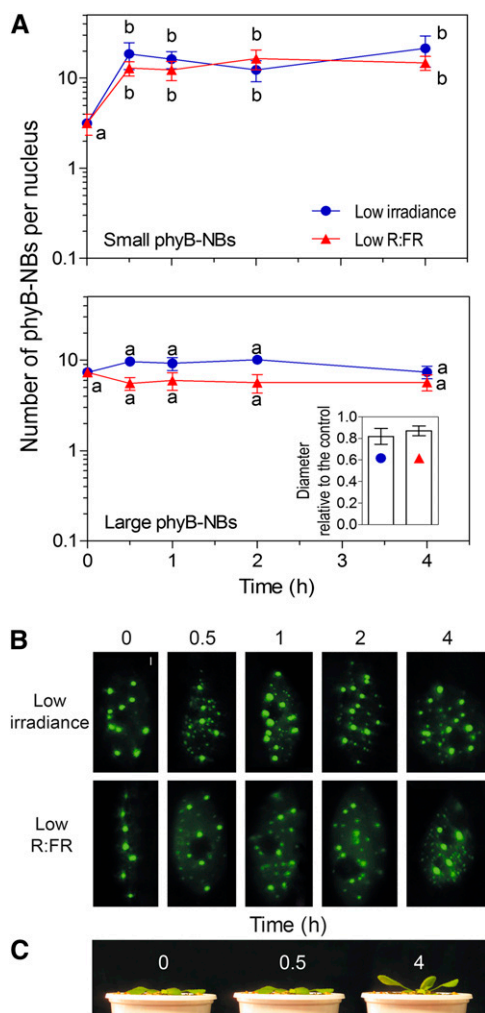 A
Number of phyB-NBs per nucleus
10
1
0.1
b b b b
b b b b
a
Low irradiance
Low R:FR
Small phyB-NBs
10
1
0.1
a a a a
a a a a a
Large phyB-NBs
Diameter
relative to the control
1.0
0.8
0.6
0.4
0.2
0.0
0 1 2 3 4
Time (h)
B
0 0.5 1 2 4
Low
irradiance
Low
R:FR
Time (h)
C
0 0.5 4